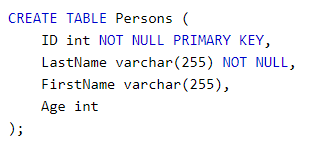 CREATE TABLE Persons (
    ID int NOT NULL PRIMARY KEY,
    LastName varchar(255) NOT NULL,
    FirstName varchar(255),
    Age int
);